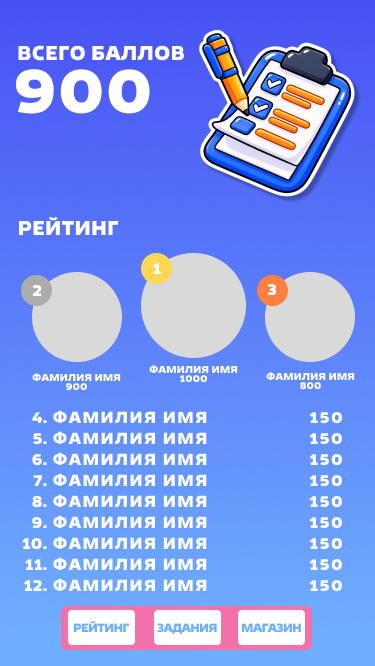 ВСЕГО БАЛЛОВ
900
РЕЙТИНГ
2
ФАМИЛИЯ ИМЯ
900
1
ФАМИЛИЯ ИМЯ
1000
3
ФАМИЛИЯ ИМЯ
800
4. ФАМИЛИЯ ИМЯ 150
5. ФАМИЛИЯ ИМЯ 150
6. ФАМИЛИЯ ИМЯ 150
7. ФАМИЛИЯ ИМЯ 150
8. ФАМИЛИЯ ИМЯ 150
9. ФАМИЛИЯ ИМЯ 150
10. ФАМИЛИЯ ИМЯ 150
11. ФАМИЛИЯ ИМЯ 150
12. ФАМИЛИЯ ИМЯ 150
РЕЙТИНГ ЗАДАНИЯ МАГАЗИН